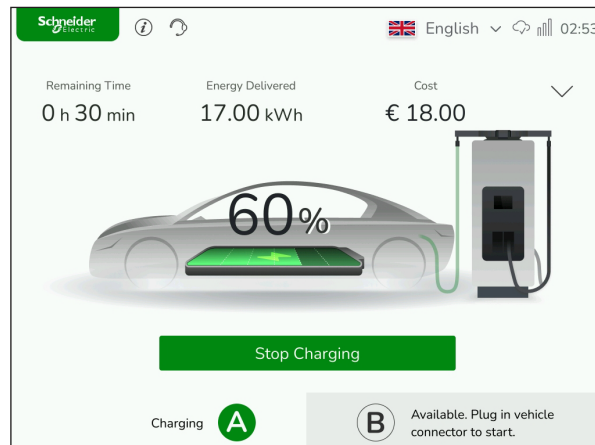 Schneider
Electric
English
02:53
Remaining Time
Energy Delivered
Cost
0 h 30 min
17.00 kWh
€ 18.00
60%
Stop Charging
Charging
A
B
Available. Plug in vehicle
connector to start.